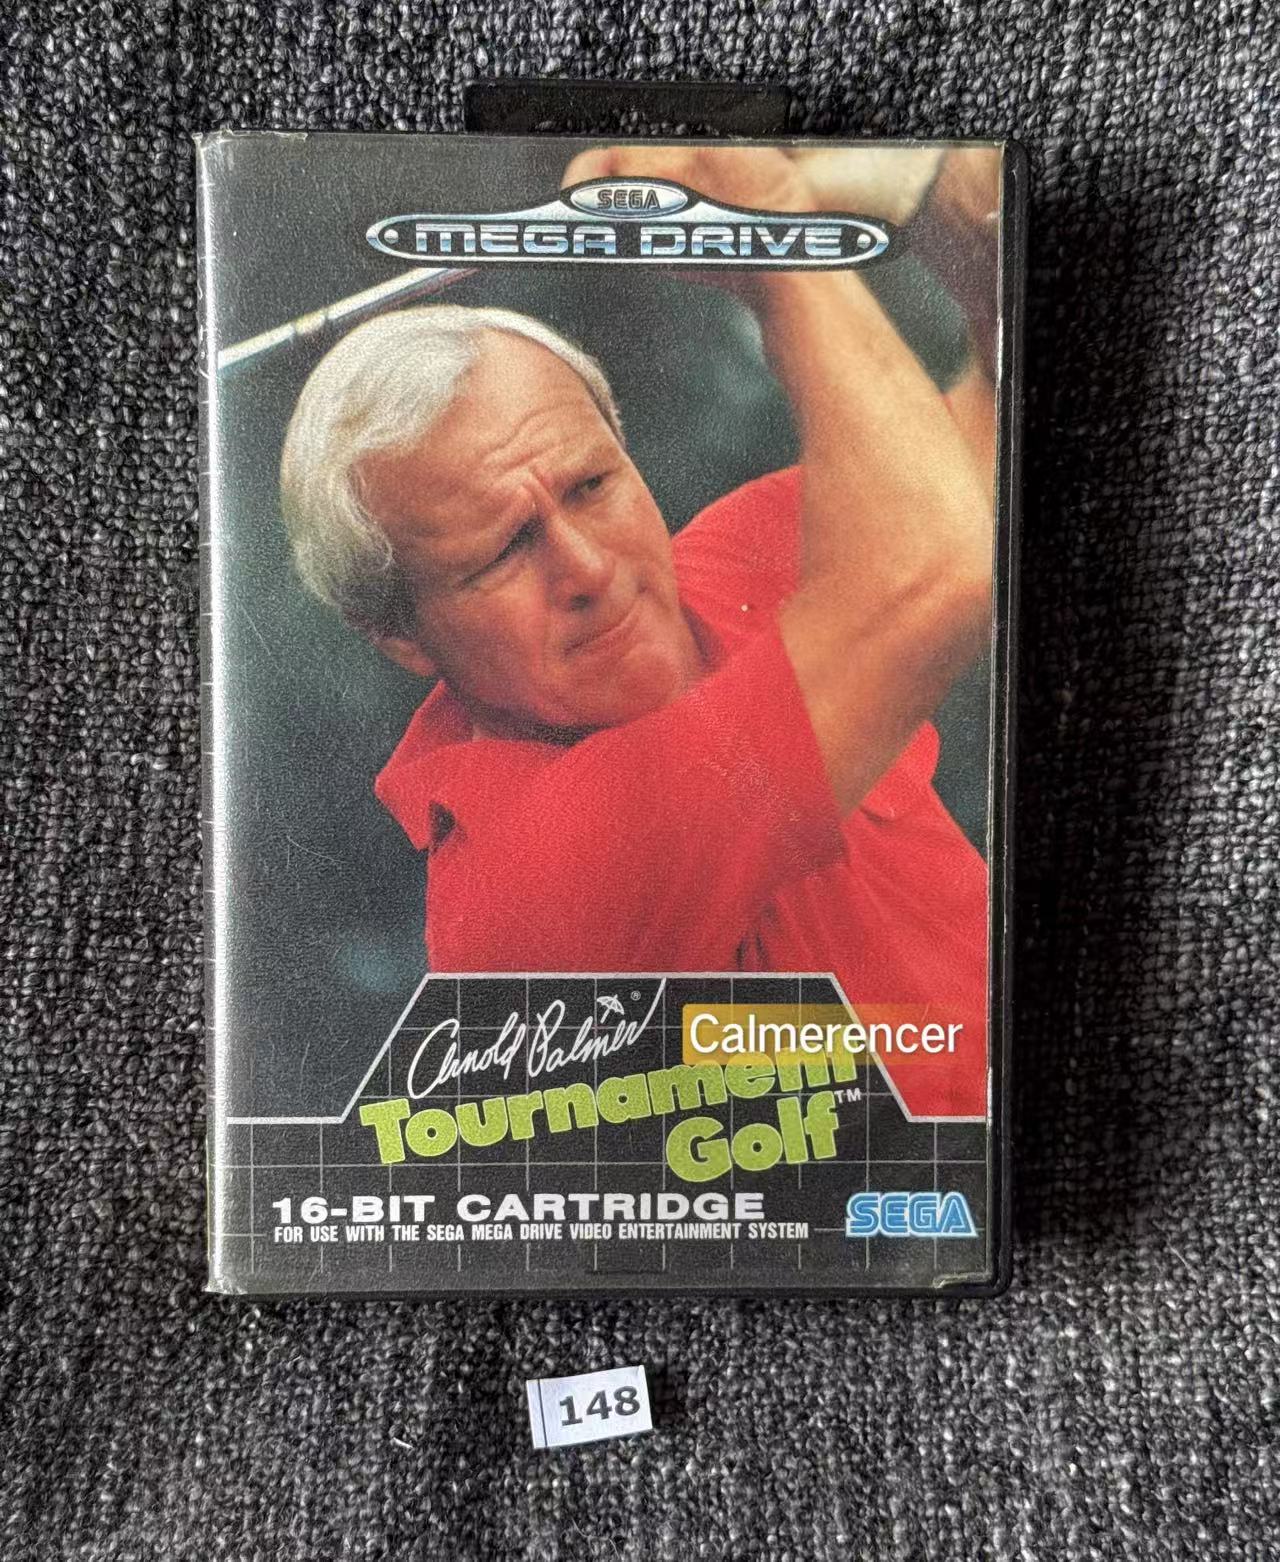 SEGA
MEGA DRIVE
Arnold Palmer ®
Calmerencer
Tournament
Golf™
16-BIT CARTRIDGE
FOR USE WITH THE SEGA MEGA DRIVE VIDEO ENTERTAINMENT SYSTEM
SEGA
148